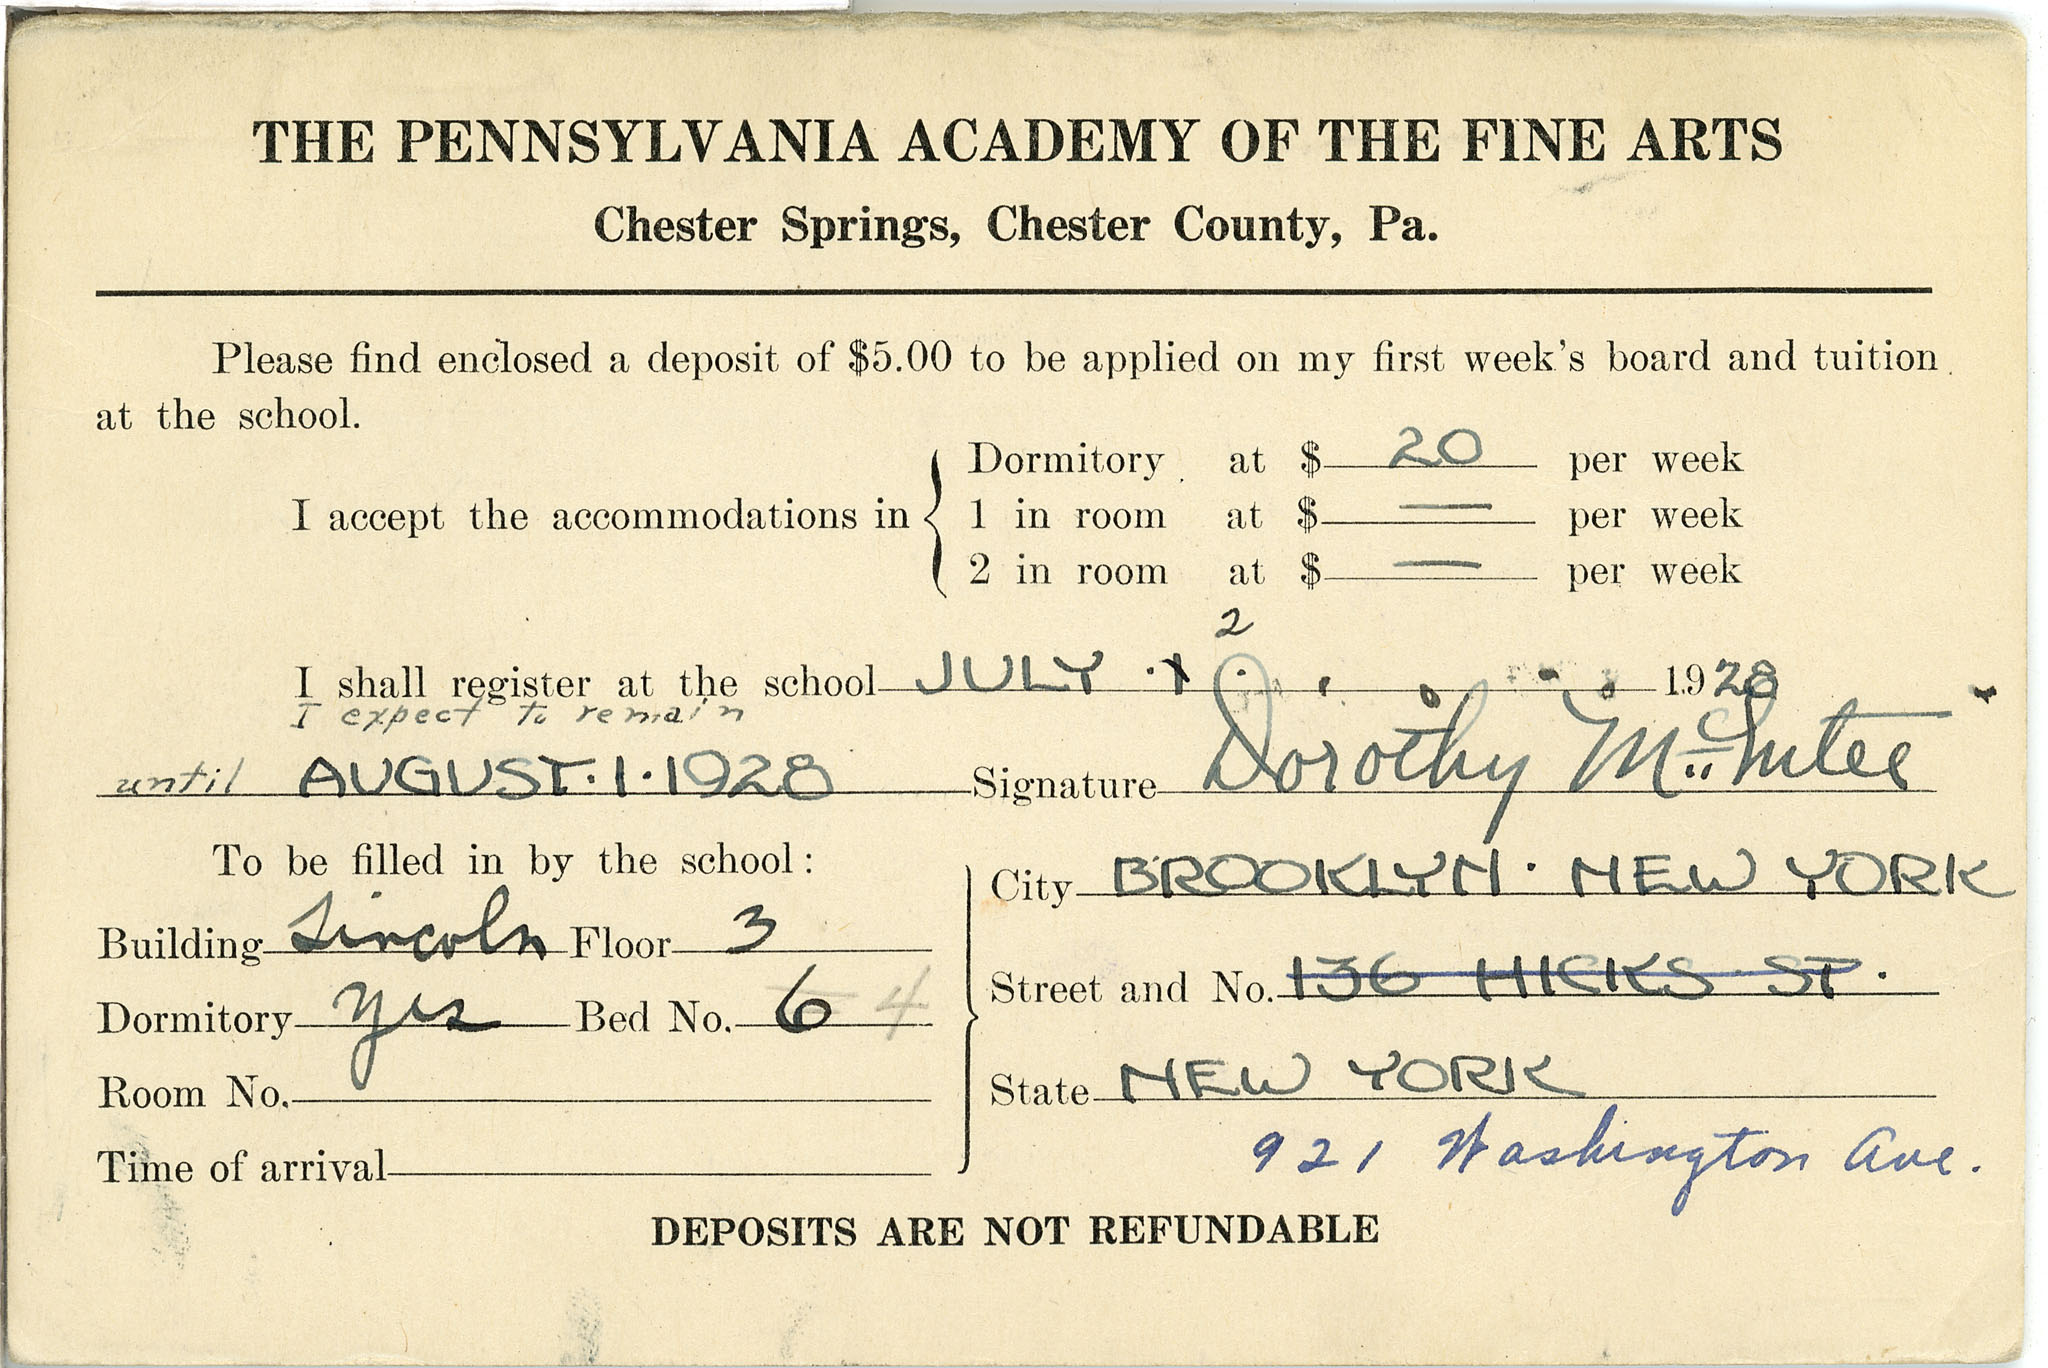 THE PENNSYLVANIA ACADEMY OF THE FINE ARTS
Chester Springs, Chester County, Pa.
Please find enclosed a deposit of $5.00 to be applied on my first week's board and tuition
at the school.
Dormitory at $ 20 per week
I accept the accommodations in 1 in room at $ — per week
2 in room at $ — per week
2
I shall register at the school JULY · 1 · 1928
I expect to remain
until AUGUST · 1 · 1928 Signature Dorothy McEntee
To be filled in by the school:
City BROOKLYN · NEW YORK
Building Lincoln Floor 3
Street and No. 136 HICKS ST.
Dormitory Yes Bed No. 6 4
Room No.
State NEW YORK
921 Washington Ave.
Time of arrival
DEPOSITS ARE NOT REFUNDABLE